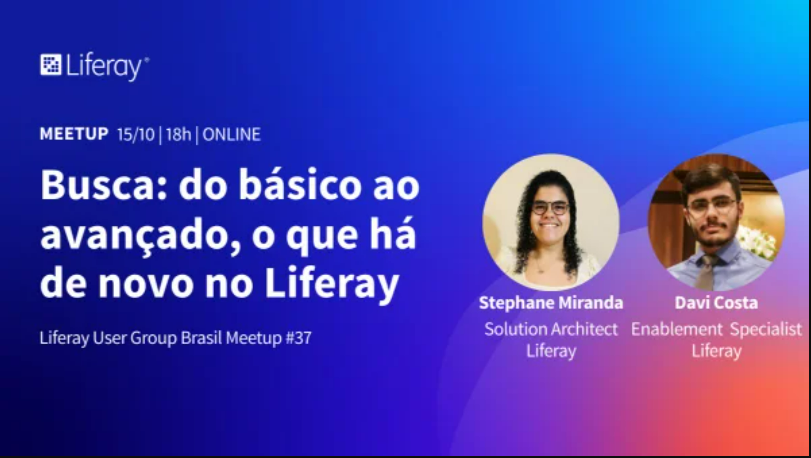 Liferay®
MEETUP 15/10 | 18h | ONLINE
Busca: do básico ao
avançado, o que há
de novo no Liferay
Liferay User Group Brasil Meetup #37
Stephane Miranda
Solution Architect
Liferay
Davi Costa
Enablement Specialist
Liferay